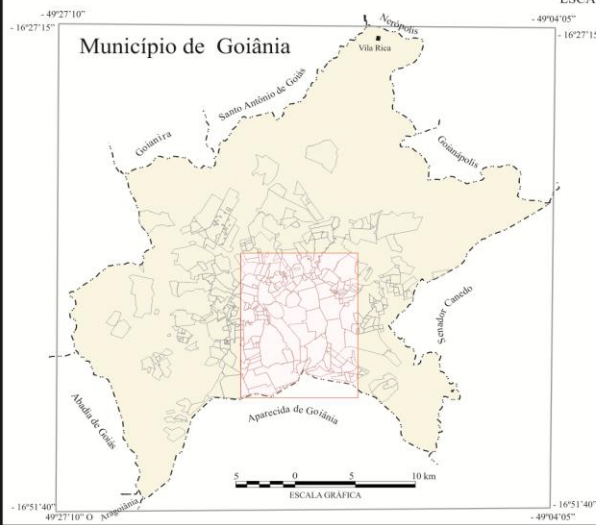 ESCA
- 49°27'10"
- 49°04'05"
- 16°27'15"
- 16°27'15
Município de Goiânia
Nerópolis
Vila Rica
Santo Antônio de Goiás
Goianira
Goianápolis
Senador Canedo
Abadia de Goiás
Aparecida de Goiânia
5 0 5 10 km
ESCALA GRÁFICA
Aragoiânia
- 16°51'40"
- 16°51'40"
49°27'10" O
- 49°04'05"